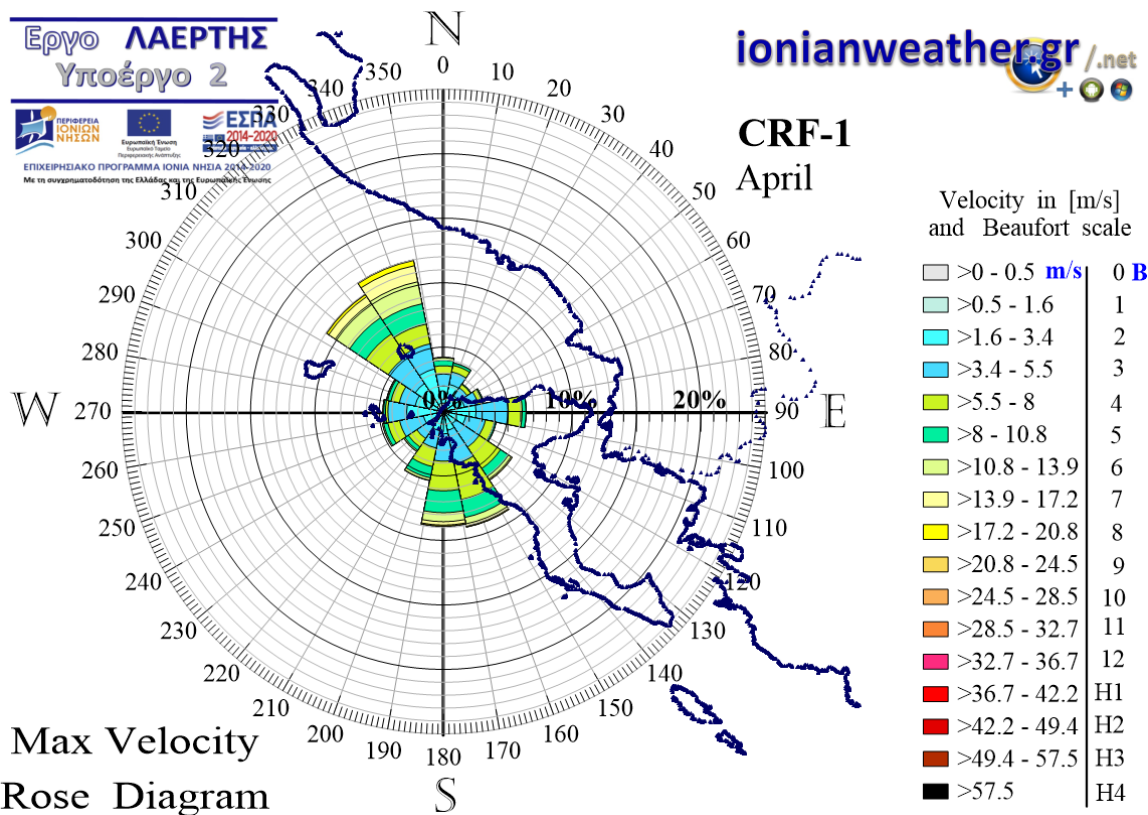 Εργο ΛΑΕΡΤΗΣ
Υποέργο 2
ΠΕΡΙΦΕΡΕΙΑ
ΙΟΝΙΩΝ
ΝΗΣΩΝ
Ευρωπαϊκή Ένωση
Ευρωπαϊκό Ταμείο
Περιφερειακής Ανάπτυξης
ΕΣΠΑ
2014-2020
ΕΠΙΧΕΙΡΗΣΙΑΚΟ ΠΡΟΓΡΑΜΜΑ ΙΟΝΙΑ ΝΗΣΙΑ 2014-2020
Με τη συγχρηματοδότηση της Ελλάδας και της Ευρωπαϊκής Ένωσης
ionianweather.gr /.net
CRF-1
April
N
0
10
20
30
40
50
60
70
80
90
E
100
110
120
130
140
150
160
170
180
S
190
200
210
220
230
240
250
260
270
W
280
290
300
310
320
330
340
350
0% 10% 20%
Velocity in [m/s]
and Beaufort scale
>0 - 0.5 m/s 0 B
>0.5 - 1.6 1
>1.6 - 3.4 2
>3.4 - 5.5 3
>5.5 - 8 4
>8 - 10.8 5
>10.8 - 13.9 6
>13.9 - 17.2 7
>17.2 - 20.8 8
>20.8 - 24.5 9
>24.5 - 28.5 10
>28.5 - 32.7 11
>32.7 - 36.7 12
>36.7 - 42.2 H1
>42.2 - 49.4 H2
>49.4 - 57.5 H3
>57.5 H4
Max Velocity
Rose Diagram